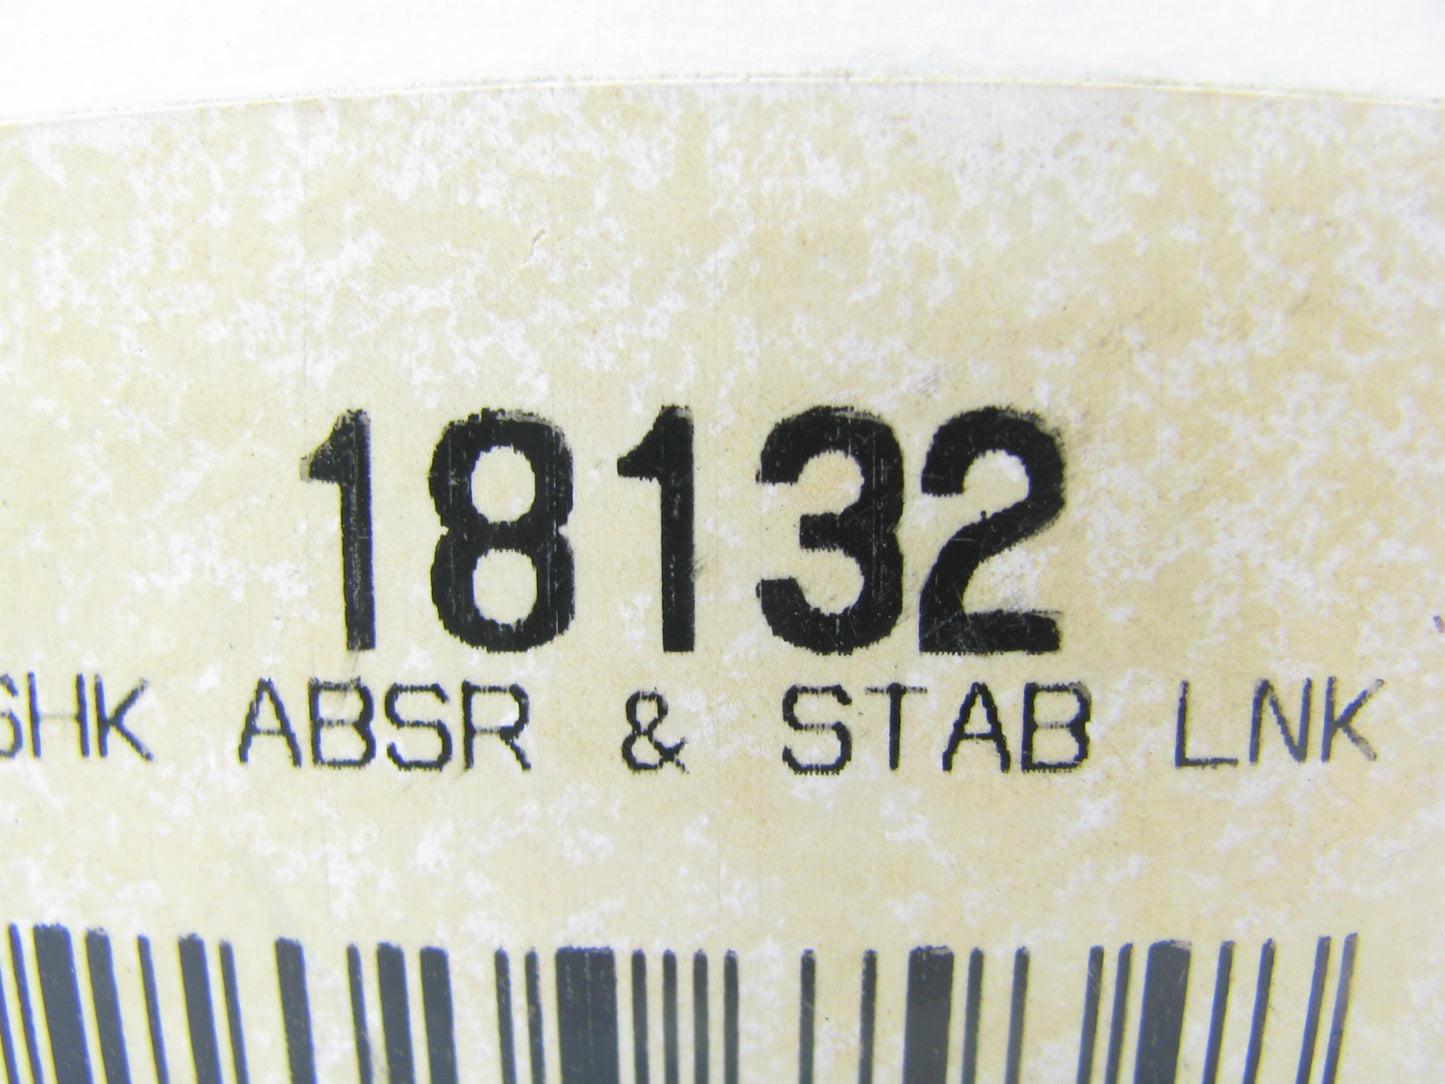 18132
SHK ABSR & STAB LNK